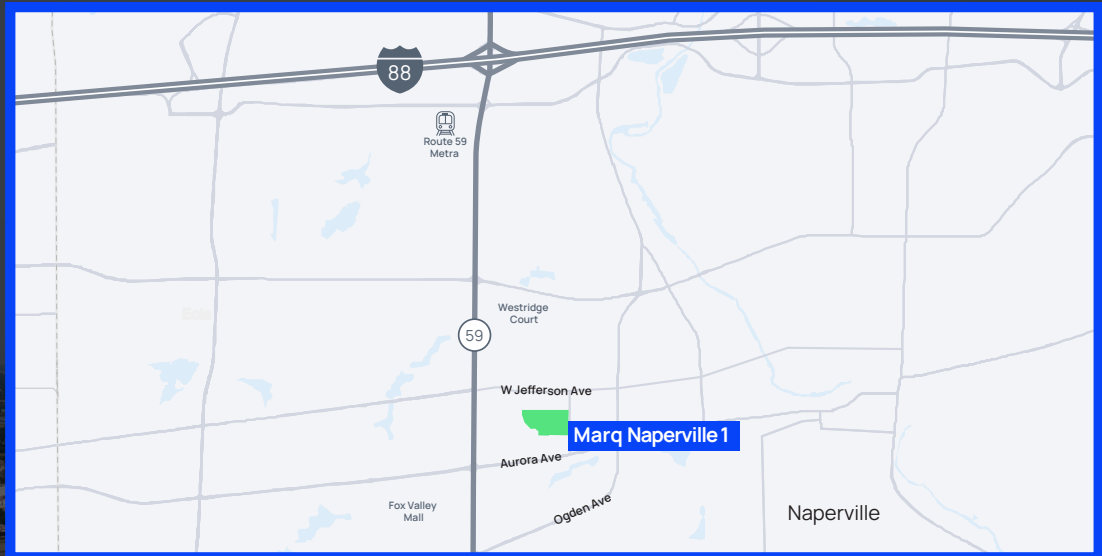 88
Route 59
Metra
Westridge
Court
Eola
59
W Jefferson Ave
Marq Naperville 1
Aurora Ave
Fox Valley
Mall
Ogden Ave
Naperville